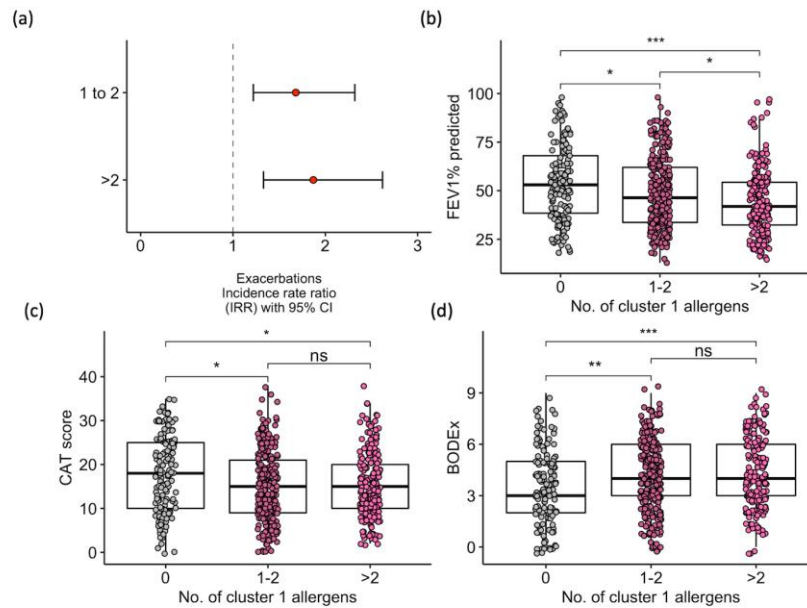 (a)
1 to 2
>2
0
1
2
3
Exacerbations
Incidence rate ratio
(IRR) with 95% CI
(b)
***
*
*
100
75
50
25
FEV1% predicted
0
1-2
>2
No. of cluster 1 allergens
(c)
*
*
ns
40
30
20
10
0
CAT score
0
1-2
>2
No. of cluster 1 allergens
(d)
***
**
ns
9
6
3
0
BODEx
0
1-2
>2
No. of cluster 1 allergens